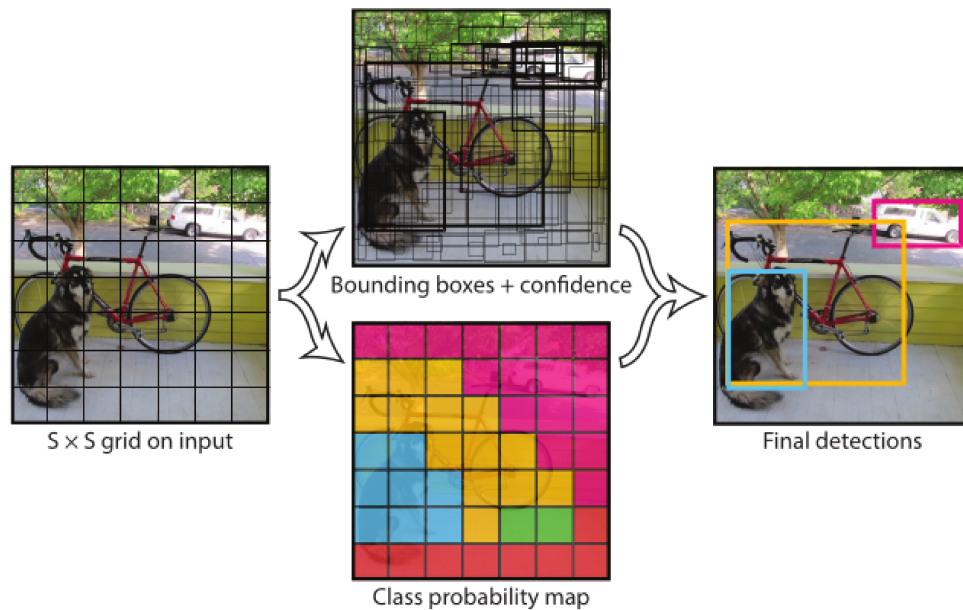 Bounding boxes + confidence
S × S grid on input
Final detections
Class probability map